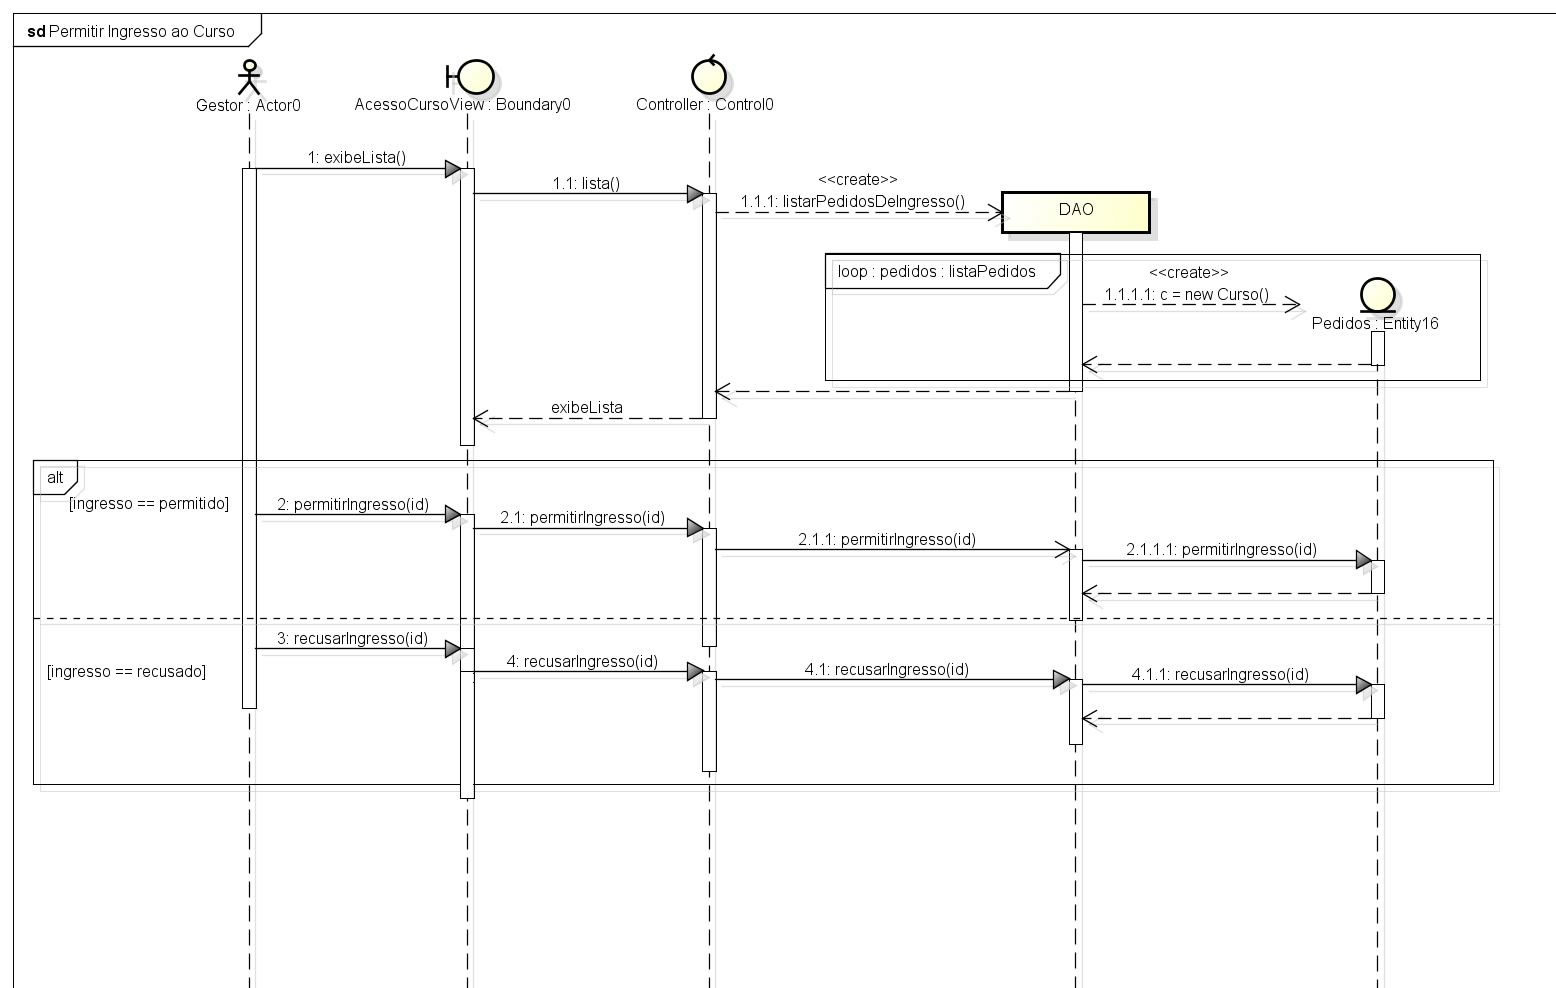 sd Permitir Ingresso ao Curso
Gestor : Actor0
AcessoCursoView : Boundary0
Controller : Control0
1: exibeLista()
1.1: lista()
<<create>>
1.1.1: listarPedidosDeIngresso()
DAO
loop : pedidos : listaPedidos
<<create>>
1.1.1.1: c = new Curso()
Pedidos : Entity16
exibeLista
alt
[ingresso == permitido]
2: permitirIngresso(id)
2.1: permitirIngresso(id)
2.1.1: permitirIngresso(id)
2.1.1.1: permitirIngresso(id)
3: recusarIngresso(id)
[ingresso == recusado]
4: recusarIngresso(id)
4.1: recusarIngresso(id)
4.1.1: recusarIngresso(id)